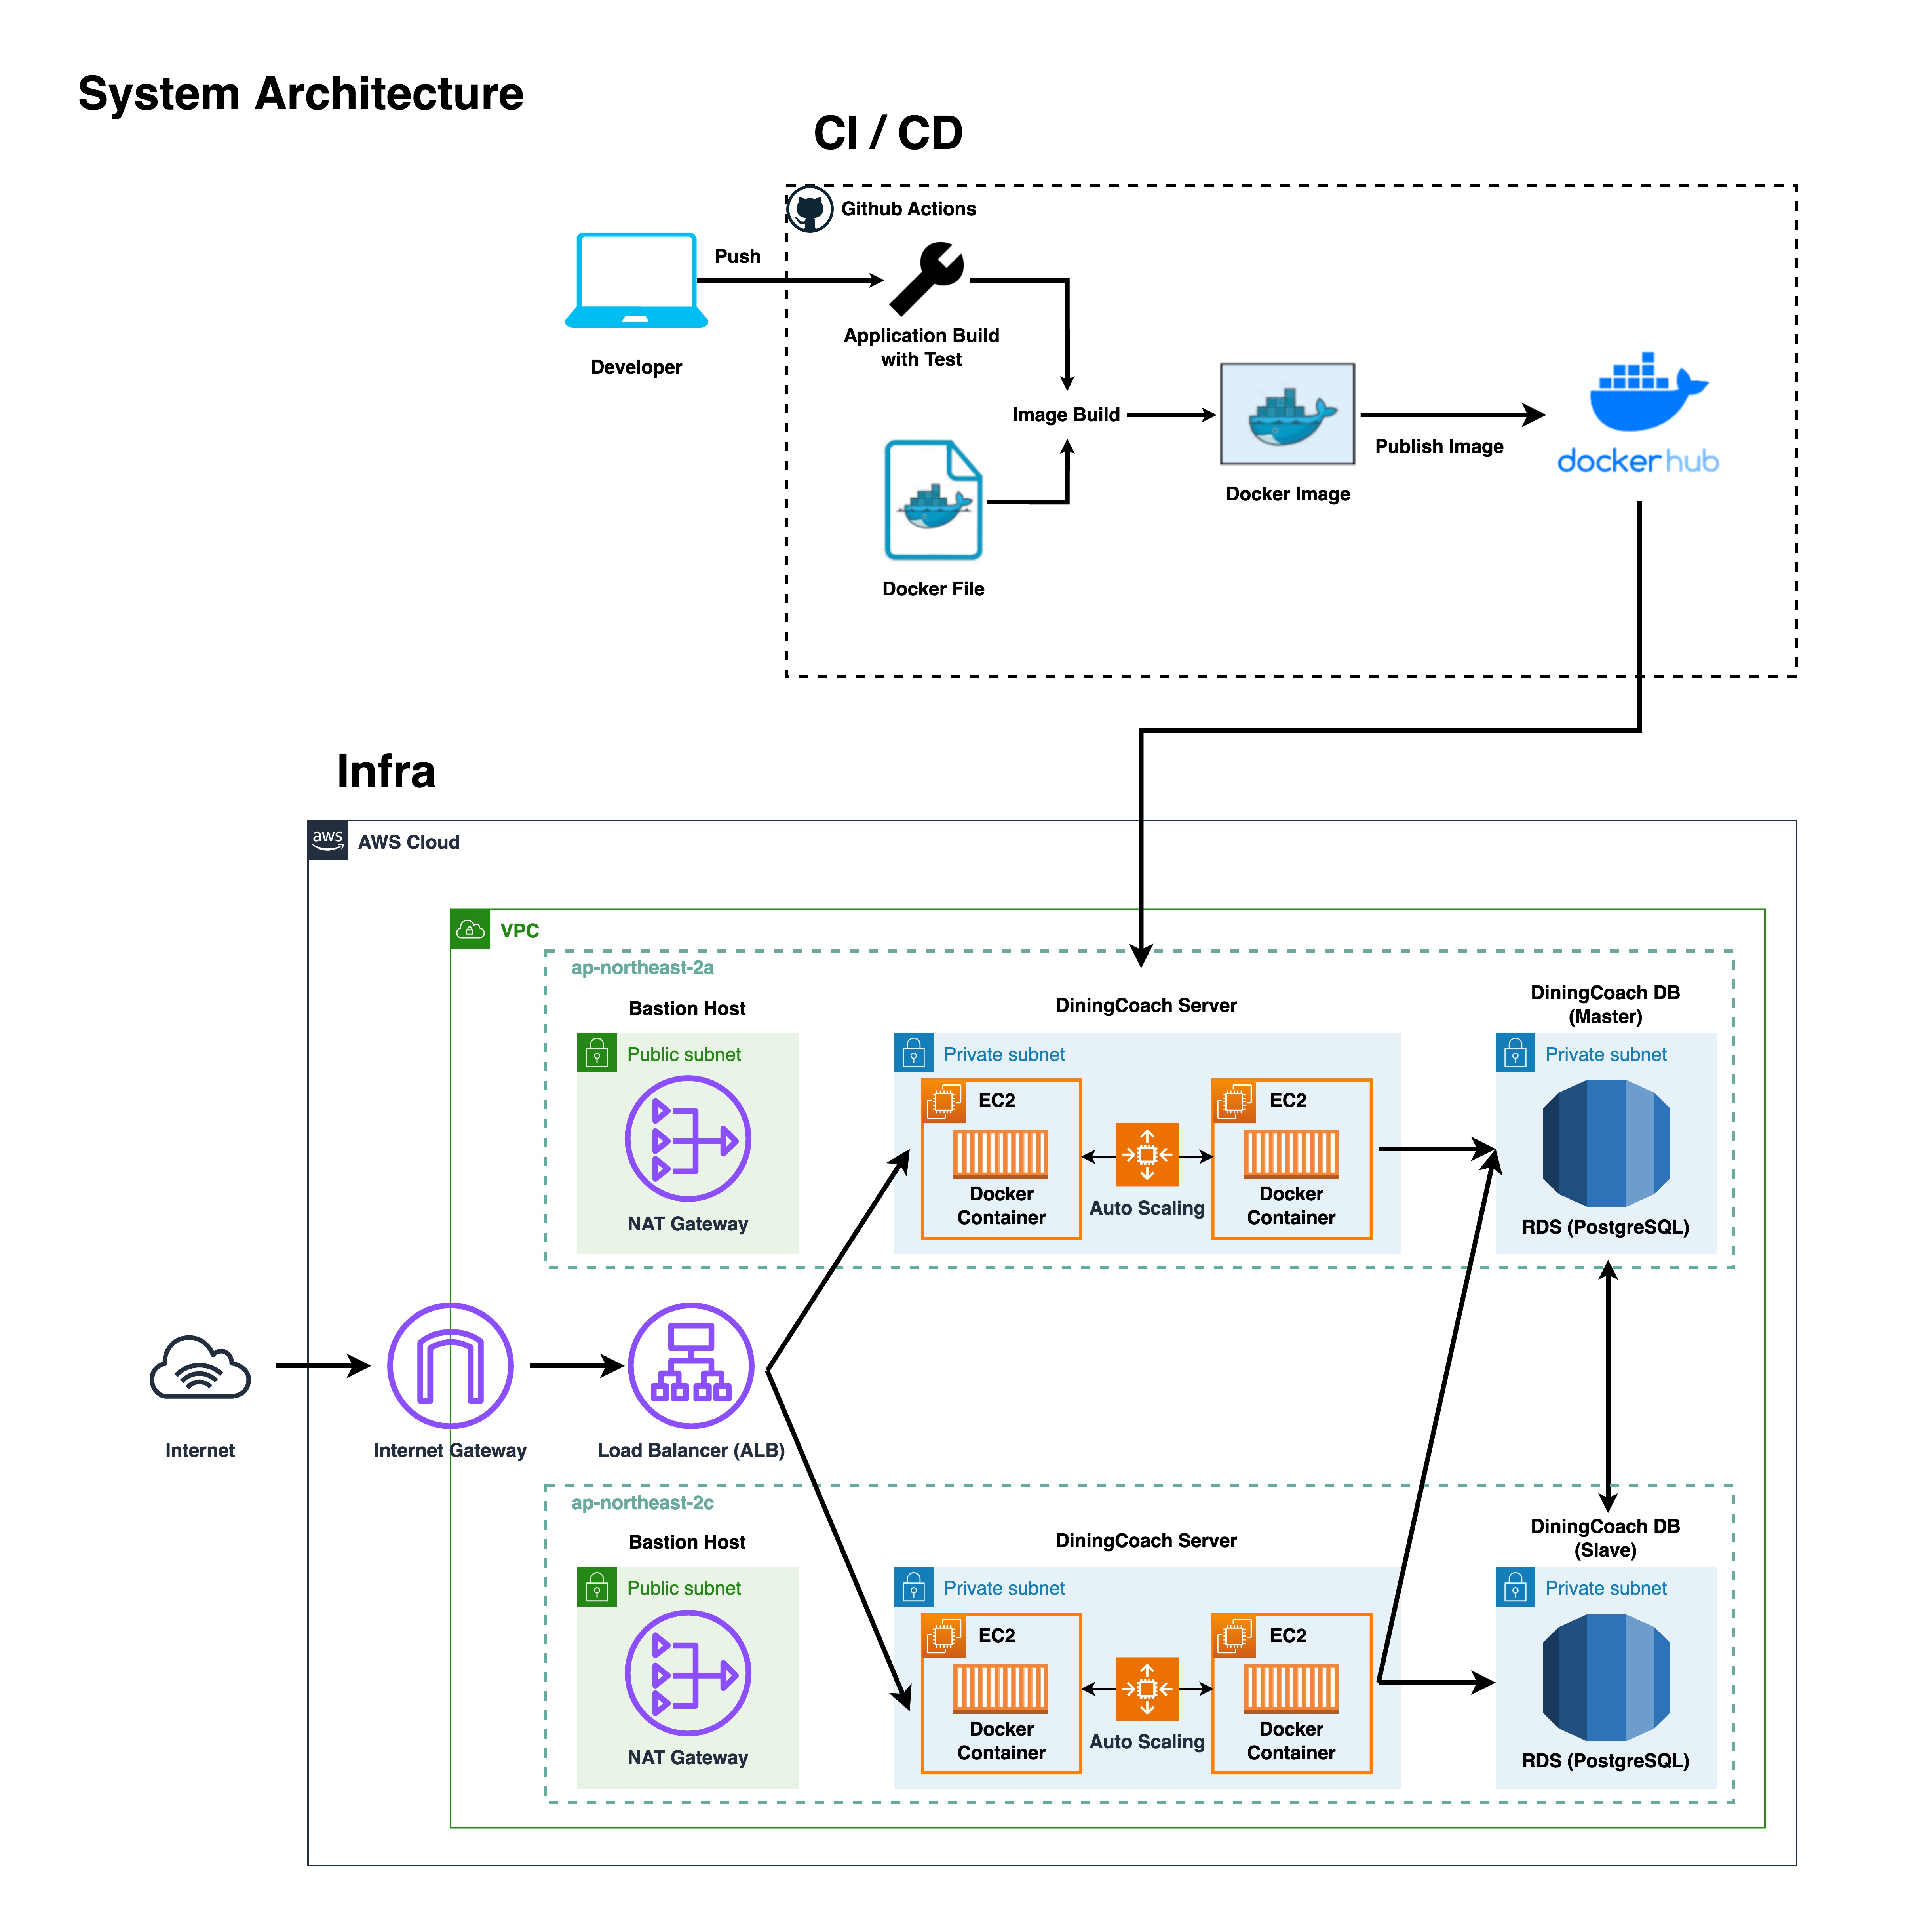 System Architecture
CI / CD
Github Actions
Push
Developer
Application Build
with Test
Image Build
Docker File
Docker Image
Publish Image
dockerhub
Infra
aws
AWS Cloud
VPC
ap-northeast-2a
Bastion Host
DiningCoach Server
DiningCoach DB
(Master)
Public subnet
Private subnet
Private subnet
EC2
EC2
NAT Gateway
Docker
Container
Auto Scaling
Docker
Container
RDS (PostgreSQL)
Internet
Internet Gateway
Load Balancer (ALB)
ap-northeast-2c
Bastion Host
DiningCoach Server
DiningCoach DB
(Slave)
Public subnet
Private subnet
Private subnet
EC2
EC2
NAT Gateway
Docker
Container
Auto Scaling
Docker
Container
RDS (PostgreSQL)